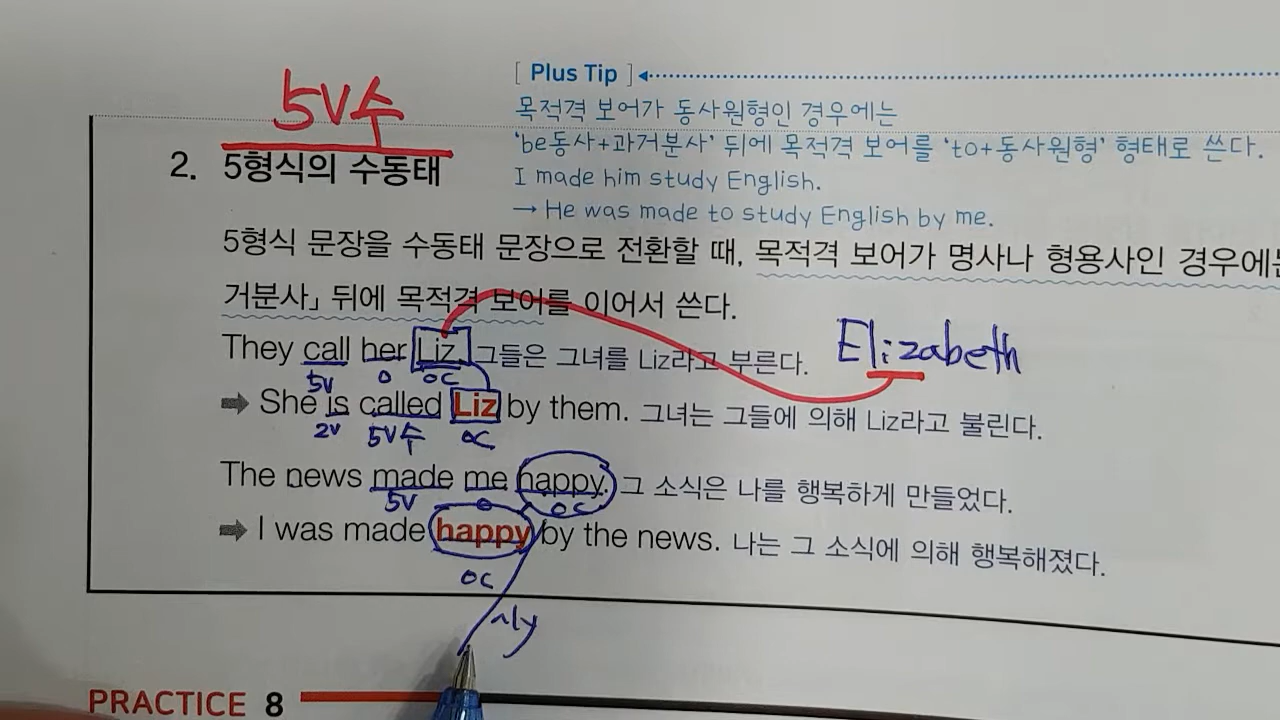 [ Plus Tip ]
목적격 보어가 동사원형인 경우에는
'be동사+과거분사' 뒤에 목적격 보어를 'to+동사원형' 형태로 쓴다.
I made him study English.
→ He was made to study English by me.
5V수
2. 5형식의 수동태
5형식 문장을 수동태 문장으로 전환할 때, 목적격 보어가 명사나 형용사인 경우에는
거분사」 뒤에 목적격 보어를 이어서 쓴다.
Elizabeth
They call her Liz. 그들은 그녀를 Liz라고 부른다.
5V O OC
➡ She is called Liz by them. 그녀는 그들에 의해 Liz라고 불린다.
2V 5V수 OC
The news made me happy. 그 소식은 나를 행복하게 만들었다.
5V O OC
➡ I was made happy by the news. 나는 그 소식에 의해 행복해졌다.
OC
~ly
PRACTICE 8